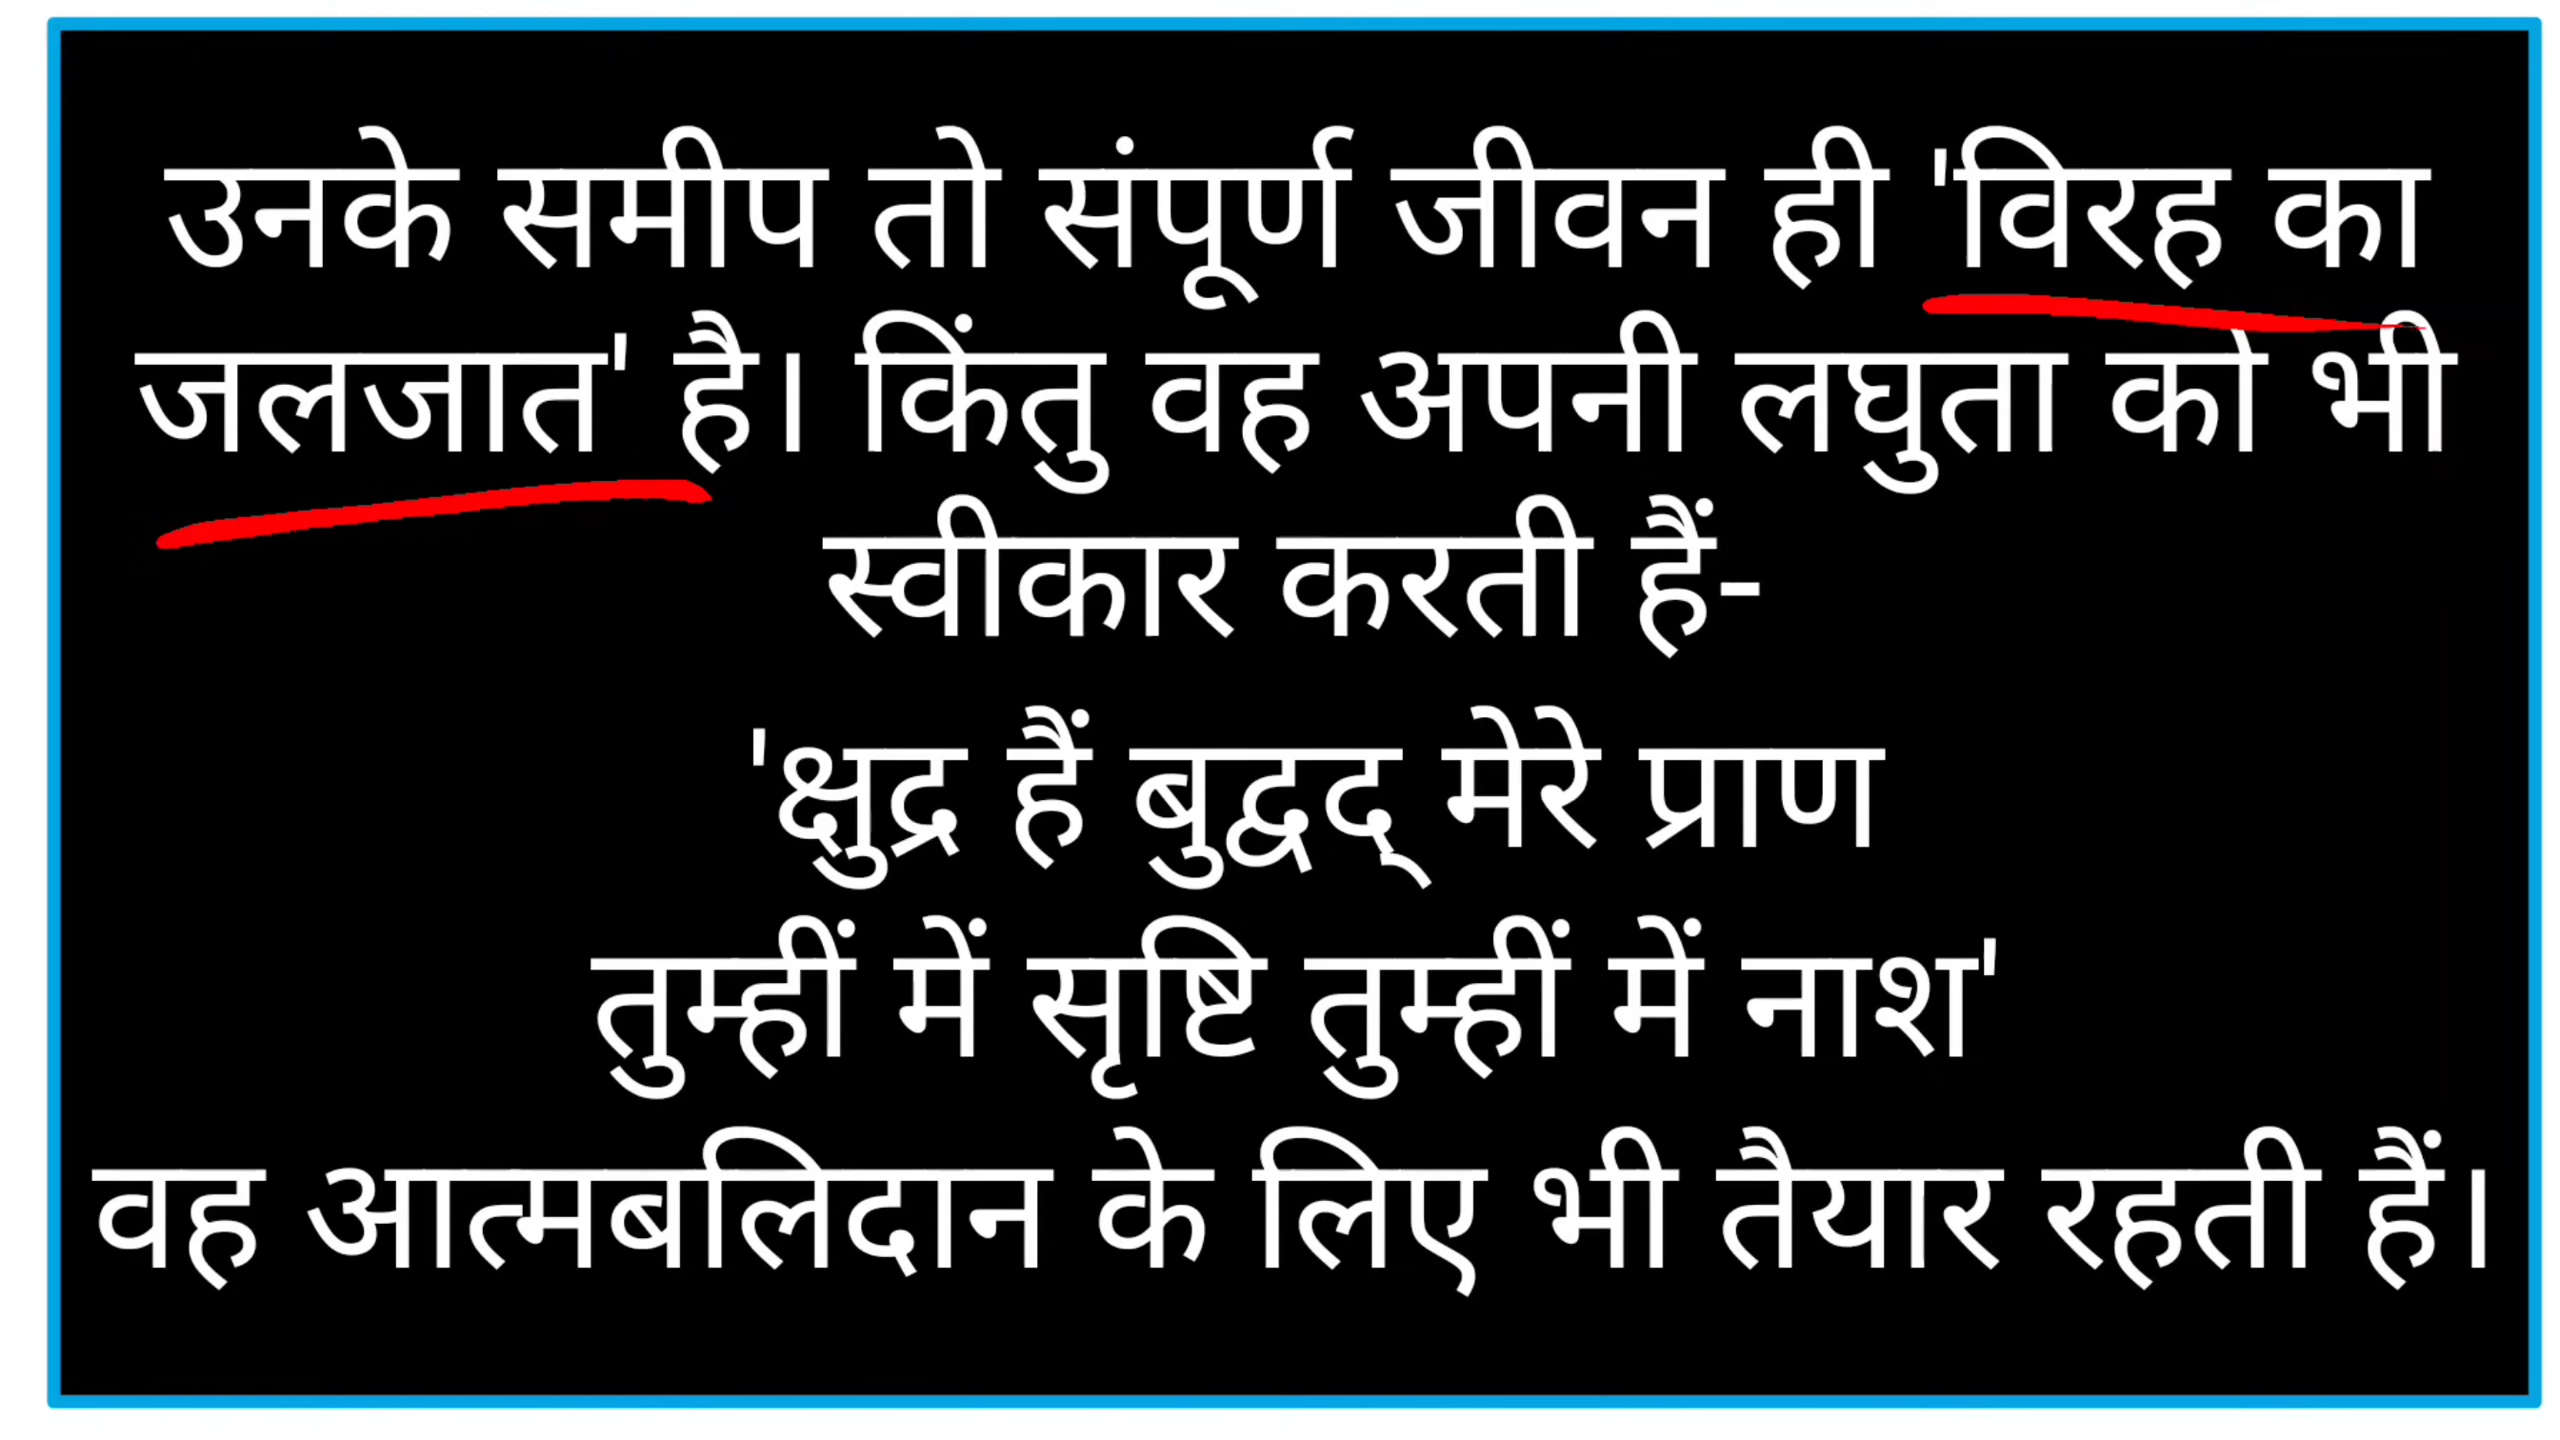 उनके समीप तो संपूर्ण जीवन ही 'विरह का
जलजात' है। किंतु वह अपनी लघुता को भी
स्वीकार करती हैं-
'क्षुद्र हैं बुद्बुद् मेरे प्राण
तुम्हीं में सृष्टि तुम्हीं में नाश'
वह आत्मबलिदान के लिए भी तैयार रहती हैं।